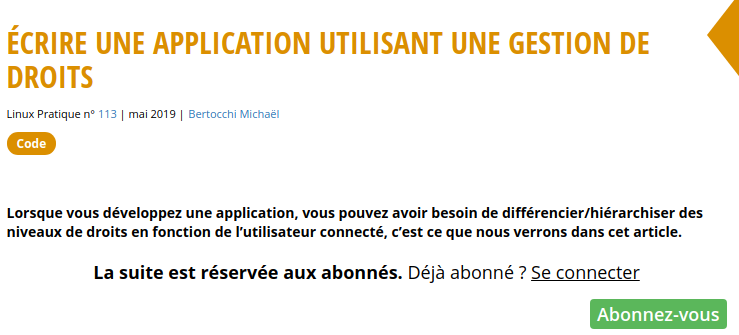 ÉCRIRE UNE APPLICATION UTILISANT UNE GESTION DE
DROITS
Linux Pratique n° 113 | mai 2019 | Bertocchi Michaël
Code
Lorsque vous développez une application, vous pouvez avoir besoin de différencier/hiérarchiser des
niveaux de droits en fonction de l’utilisateur connecté, c’est ce que nous verrons dans cet article.
La suite est réservée aux abonnés. Déjà abonné ? Se connecter
Abonnez-vous